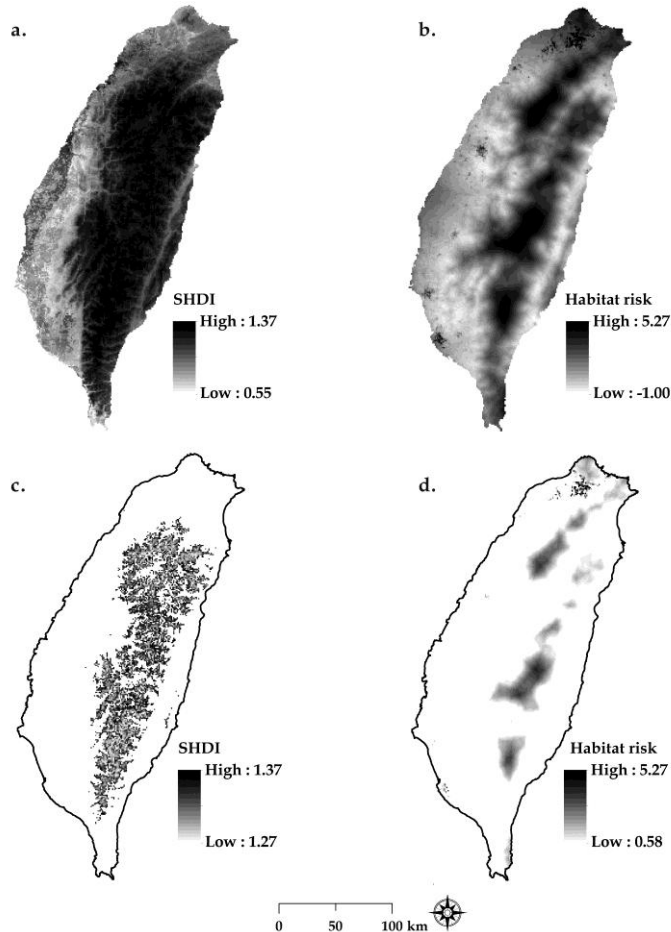 a.
SHDI
High : 1.37
Low : 0.55
b.
Habitat risk
High : 5.27
Low : -1.00
c.
SHDI
High : 1.37
Low : 1.27
d.
Habitat risk
High : 5.27
Low : 0.58
0 50 100 km